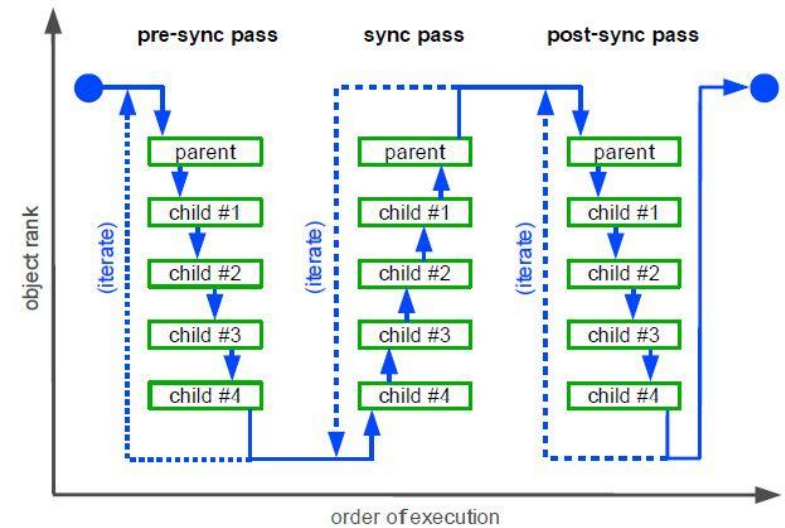 pre-sync pass
sync pass
post-sync pass
parent
child #1
child #2
child #3
child #4
(iterate)
parent
child #1
child #2
child #3
child #4
(iterate)
parent
child #1
child #2
child #3
child #4
(iterate)
object rank
order of execution